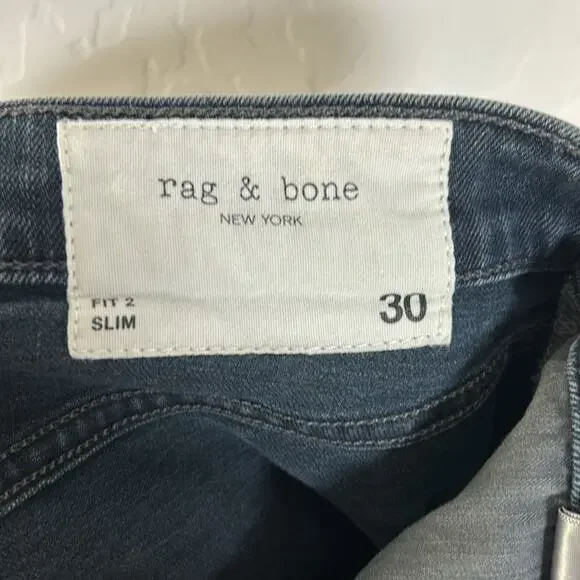 rag & bone
NEW YORK
FIT 2
SLIM
30